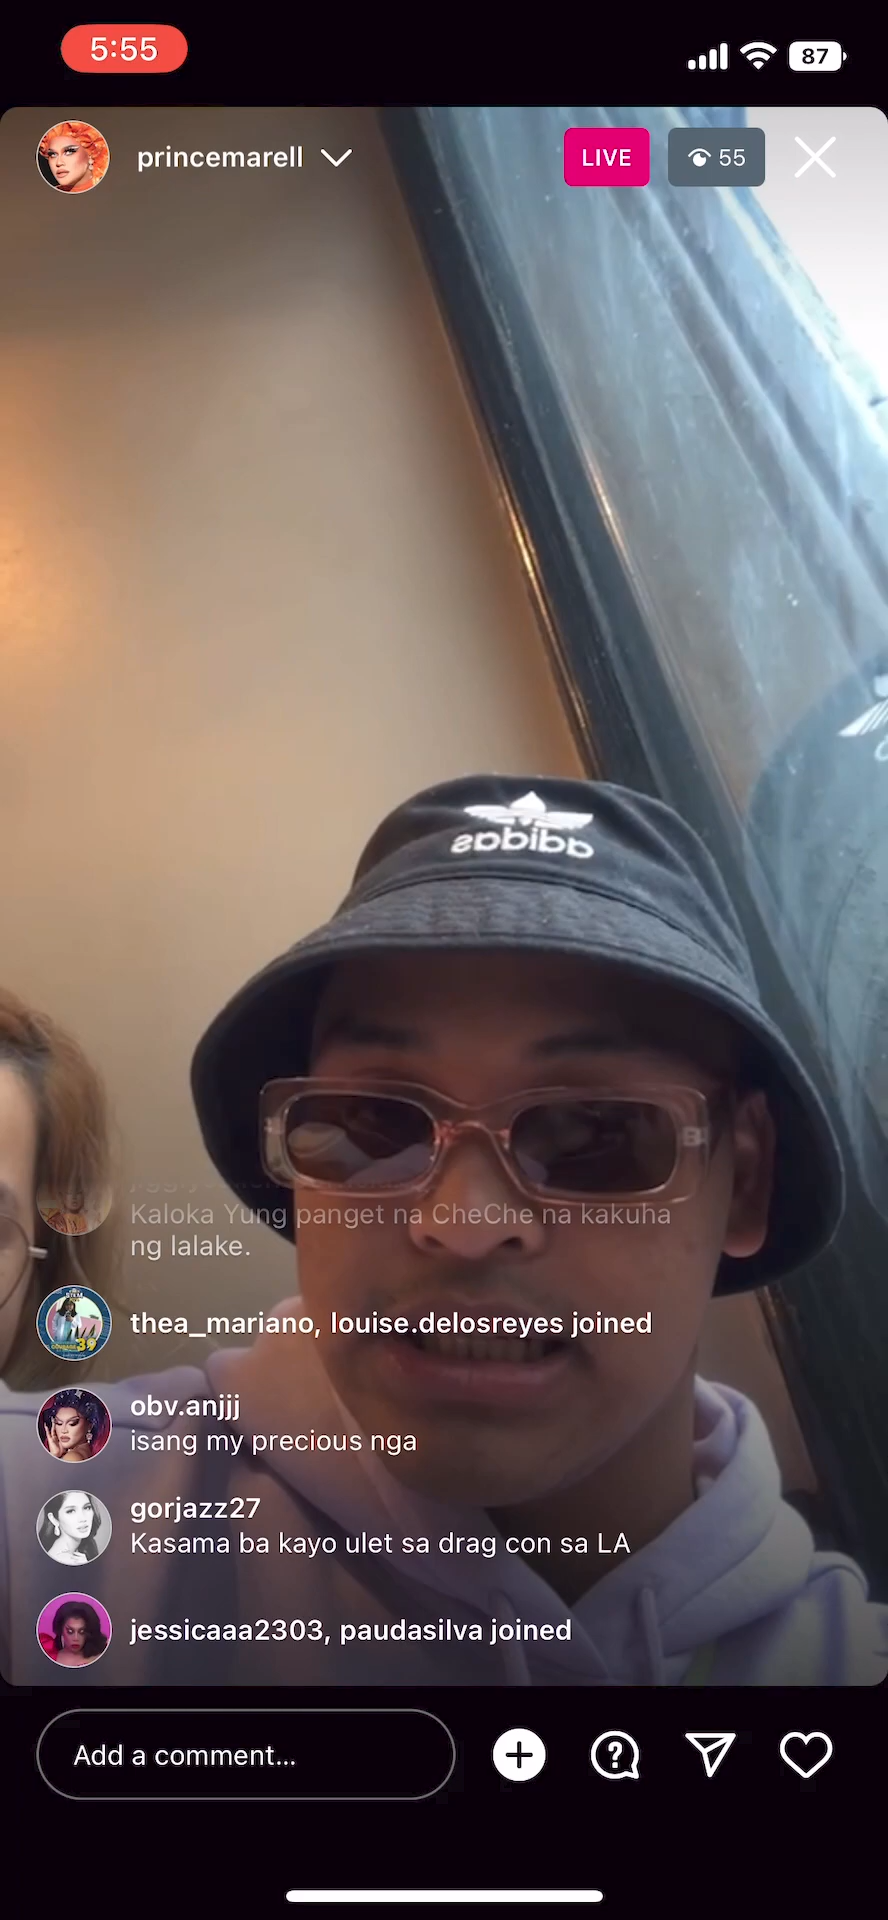 5:55
87
princemarell
LIVE
55
adidas
Kaloka Yung panget na CheChe na kakuha
ng lalake.
thea_mariano, louise.delosreyes joined
obv.anjjj
isang my precious nga
gorjazz27
Kasama ba kayo ulet sa drag con sa LA
jessicaaa2303, paudasilva joined
Add a comment...